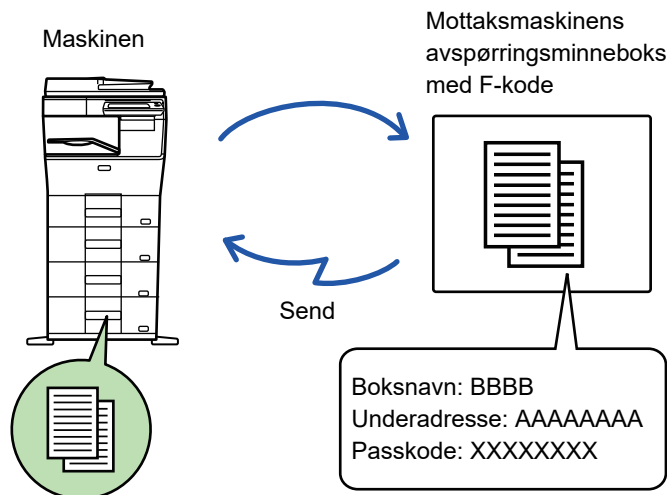 Maskinen
Mottaksmaskinens
avspørringsminneboks
med F-kode
Send
Boksnavn: BBBB
Underadresse: AAAAAAAA
Passkode: XXXXXXXX